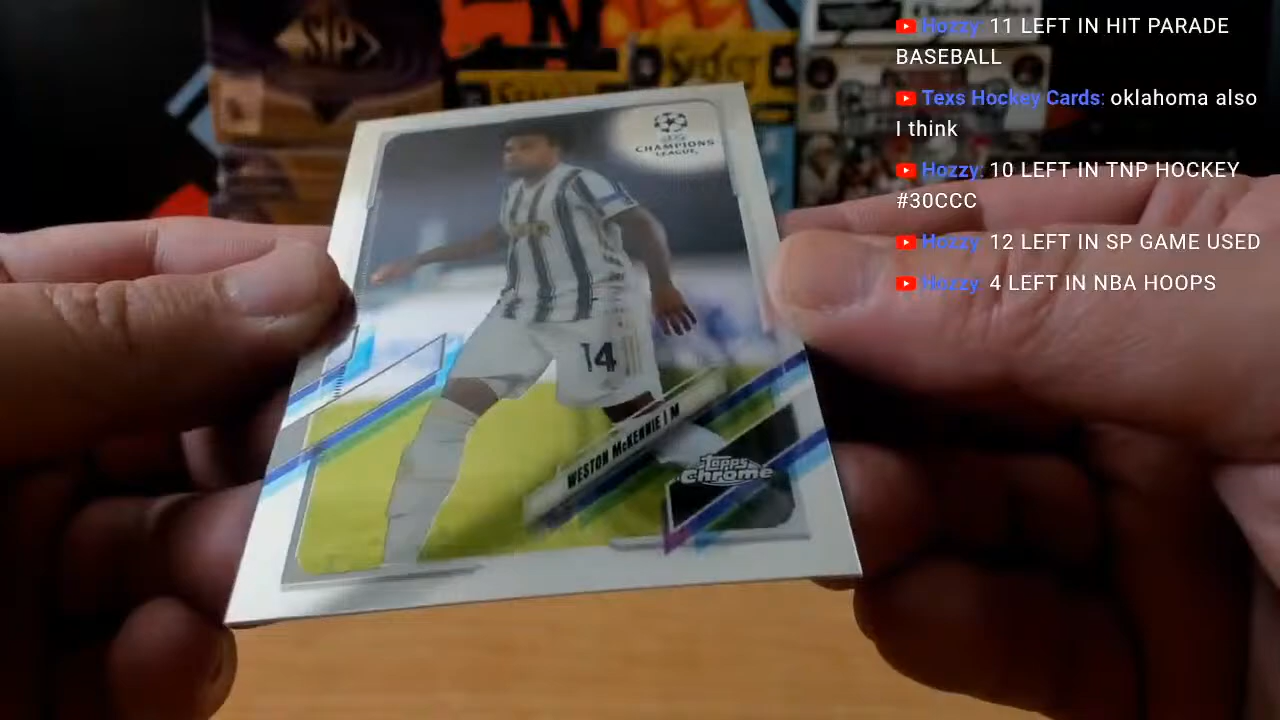 Hozzy: 11 LEFT IN HIT PARADE
BASEBALL
Texs Hockey Cards: oklahoma also
I think
Hozzy: 10 LEFT IN TNP HOCKEY
#30CCC
Hozzy: 12 LEFT IN SP GAME USED
Hozzy: 4 LEFT IN NBA HOOPS
CHAMPIONS
LEAGUE
14
WESTON McKENNIE | M
Topps
Chrome